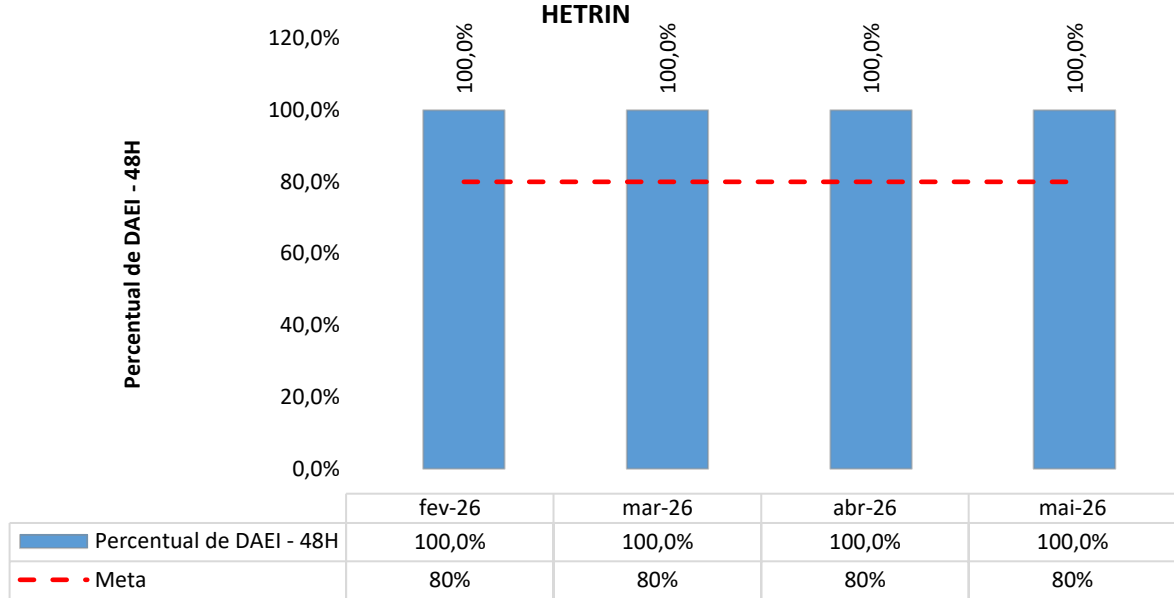 HETRIN
120,0%
100,0%
80,0%
60,0%
40,0%
20,0%
0,0%
Percentual de DAEI - 48H
100,0% 100,0% 100,0% 100,0%
fev-26 mar-26 abr-26 mai-26
Percentual de DAEI - 48H 100,0% 100,0% 100,0% 100,0%
Meta 80% 80% 80% 80%